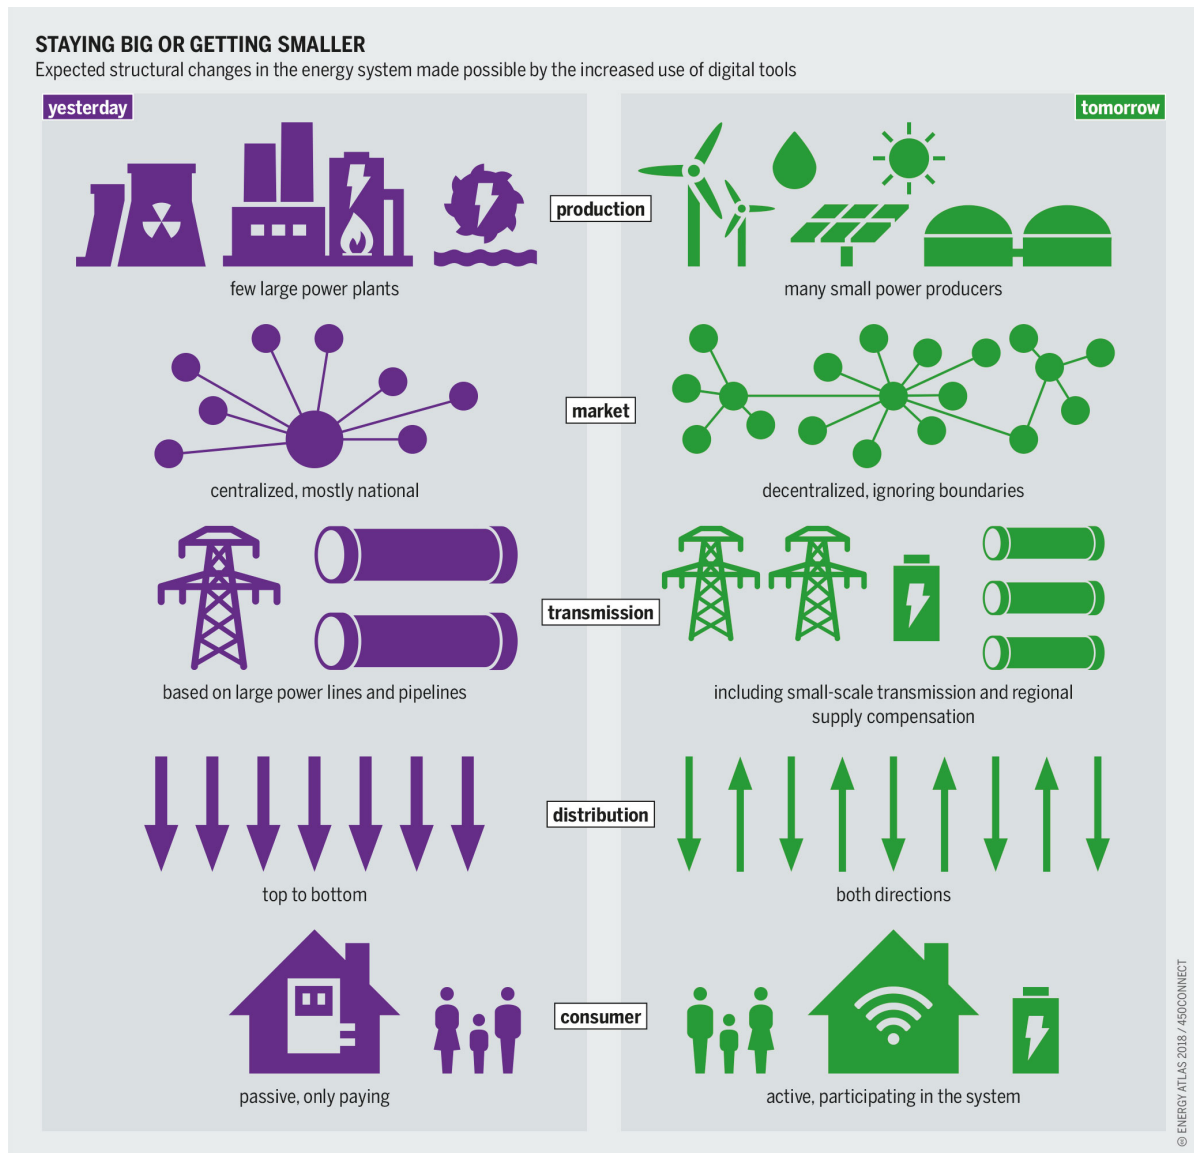 STAYING BIG OR GETTING SMALLER
Expected structural changes in the energy system made possible by the increased use of digital tools
yesterday
tomorrow
production
few large power plants
many small power producers
market
centralized, mostly national
decentralized, ignoring boundaries
transmission
based on large power lines and pipelines
including small-scale transmission and regional
supply compensation
distribution
top to bottom
both directions
consumer
passive, only paying
active, participating in the system
cc ENERGY ATLAS 2018 / 450CONNECT